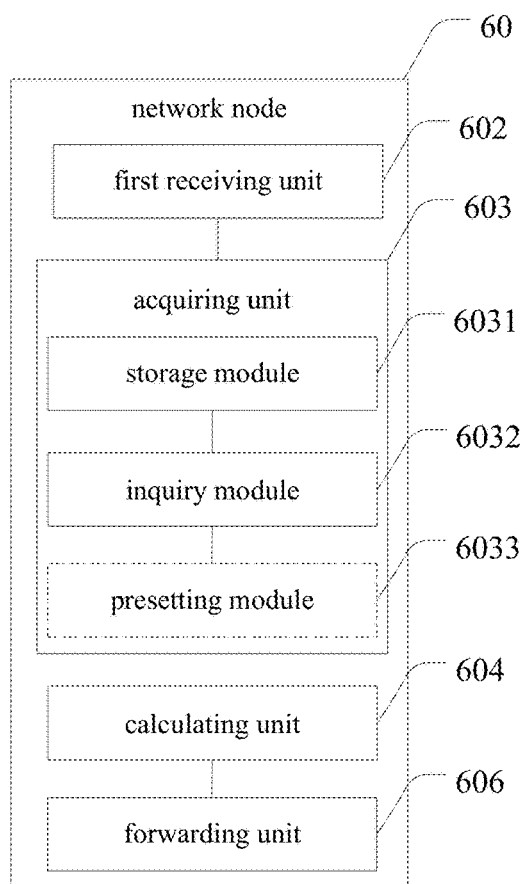 60
network node
602
first receiving unit
603
acquiring unit
6031
storage module
6032
inquiry module
6033
presetting module
604
calculating unit
606
forwarding unit